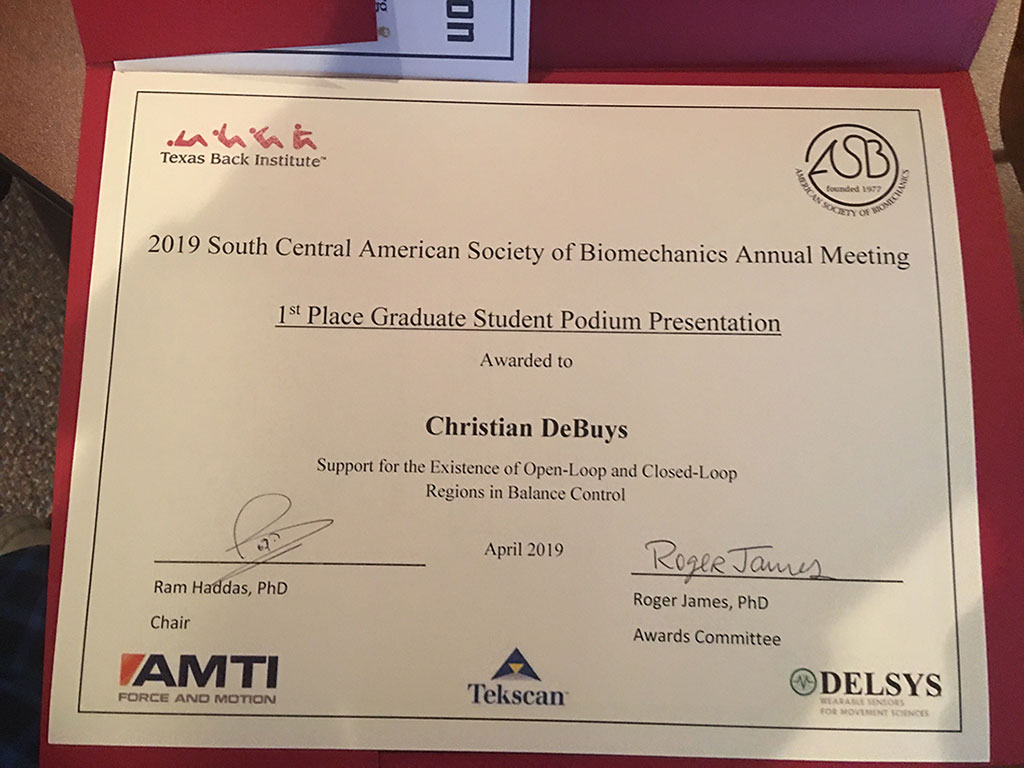 on
Texas Back Institute™
ASB
founded 1977
AMERICAN SOCIETY OF BIOMECHANICS
2019 South Central American Society of Biomechanics Annual Meeting
1st Place Graduate Student Podium Presentation
Awarded to
Christian DeBuys
Support for the Existence of Open-Loop and Closed-Loop
Regions in Balance Control
April 2019
Roger James
Ram Haddas, PhD
Roger James, PhD
Chair
Awards Committee
AMTI
FORCE AND MOTION
Tekscan
DELSYS
WEARABLE SENSORS
FOR MOVEMENT SCIENCES